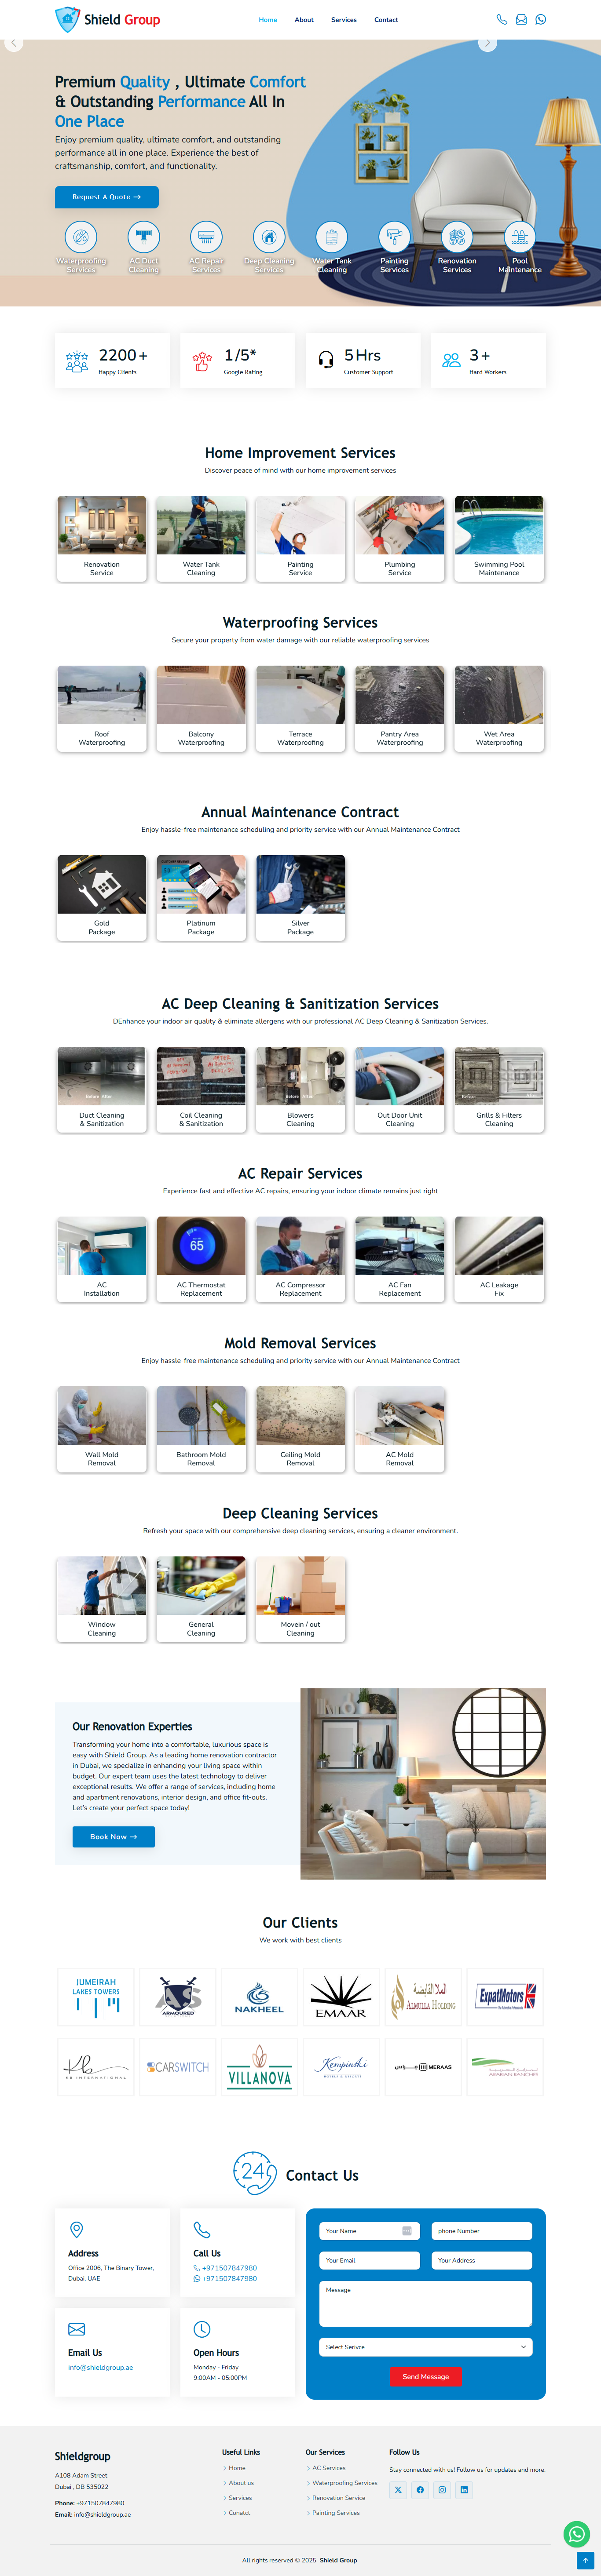 Shield Group
Home About Services Contact
Premium Quality , Ultimate Comfort
& Outstanding Performance All In
One Place
Enjoy premium quality, ultimate comfort, and outstanding
performance all in one place. Experience the best of
craftsmanship, comfort, and functionality.
Request A Quote →
Waterproofing
Services
AC Duct
Cleaning
AC Repair
Services
Deep Cleaning
Services
Water Tank
Cleaning
Painting
Services
Renovation
Services
Pool
Maintenance
2200 +
Happy Clients
1 /5*
Google Rating
5 Hrs
Customer Support
3 +
Hard Workers
Home Improvement Services
Discover peace of mind with our home improvement services
Renovation
Service
Water Tank
Cleaning
Painting
Service
Plumbing
Service
Swimming Pool
Maintenance
Waterproofing Services
Secure your property from water damage with our reliable waterproofing services
Roof
Waterproofing
Balcony
Waterproofing
Terrace
Waterproofing
Pantry Area
Waterproofing
Wet Area
Waterproofing
Annual Maintenance Contract
Enjoy hassle-free maintenance scheduling and priority service with our Annual Maintenance Contract
Gold
Package
Platinum
Package
Silver
Package
AC Deep Cleaning & Sanitization Services
DEnhance your indoor air quality & eliminate allergens with our professional AC Deep Cleaning & Sanitization Services.
Before After
Duct Cleaning
& Sanitization
Coil Cleaning
& Sanitization
Before After
Blowers
Cleaning
Out Door Unit
Cleaning
Before
Grills & Filters
Cleaning
AC Repair Services
Experience fast and effective AC repairs, ensuring your indoor climate remains just right
AC
Installation
65
AC Thermostat
Replacement
AC Compressor
Replacement
AC Fan
Replacement
AC Leakage
Fix
Mold Removal Services
Enjoy hassle-free maintenance scheduling and priority service with our Annual Maintenance Contract
Wall Mold
Removal
Bathroom Mold
Removal
Ceiling Mold
Removal
AC Mold
Removal
Deep Cleaning Services
Refresh your space with our comprehensive deep cleaning services, ensuring a cleaner environment.
Window
Cleaning
General
Cleaning
Movein / out
Cleaning
Our Renovation Experties
Transforming your home into a comfortable, luxurious space is
easy with Shield Group. As a leading home renovation contractor
in Dubai, we specialize in enhancing your living space within
budget. Our expert team uses the latest technology to deliver
exceptional results. We offer a range of services, including home
and apartment renovations, interior design, and office fit-outs.
Let's create your perfect space today!
Book Now →
Our Clients
We work with best clients
JUMEIRAH
LAKES TOWERS
ARMOURED
NAKHEEL
EMAAR
الملا القابضة
ALMULLA HOLDING
ExpatMotors
KB INTERNATIONAL
CARSWITCH
VILLANOVA
Kempinski
HOTELS & RESORTS
مِـــراس MERAAS
ARABIAN RANCHES
24
Contact Us
Address
Office 2006, The Binary Tower,
Dubai, UAE
Call Us
+971507847980
+971507847980
Email Us
info@shieldgroup.ae
Open Hours
Monday - Friday
9:00AM - 05:00PM
Your Name
phone Number
Your Email
Your Address
Message
Select Serivce
Send Message
Shieldgroup
A108 Adam Street
Dubai , DB 535022
Phone: +971507847980
Email: info@shieldgroup.ae
Useful Links
Home
About us
Services
Conatct
Our Services
AC Services
Waterproofing Services
Renovation Service
Painting Services
Follow Us
Stay connected with us! Follow us for updates and more.
All rights reserved © 2025 Shield Group